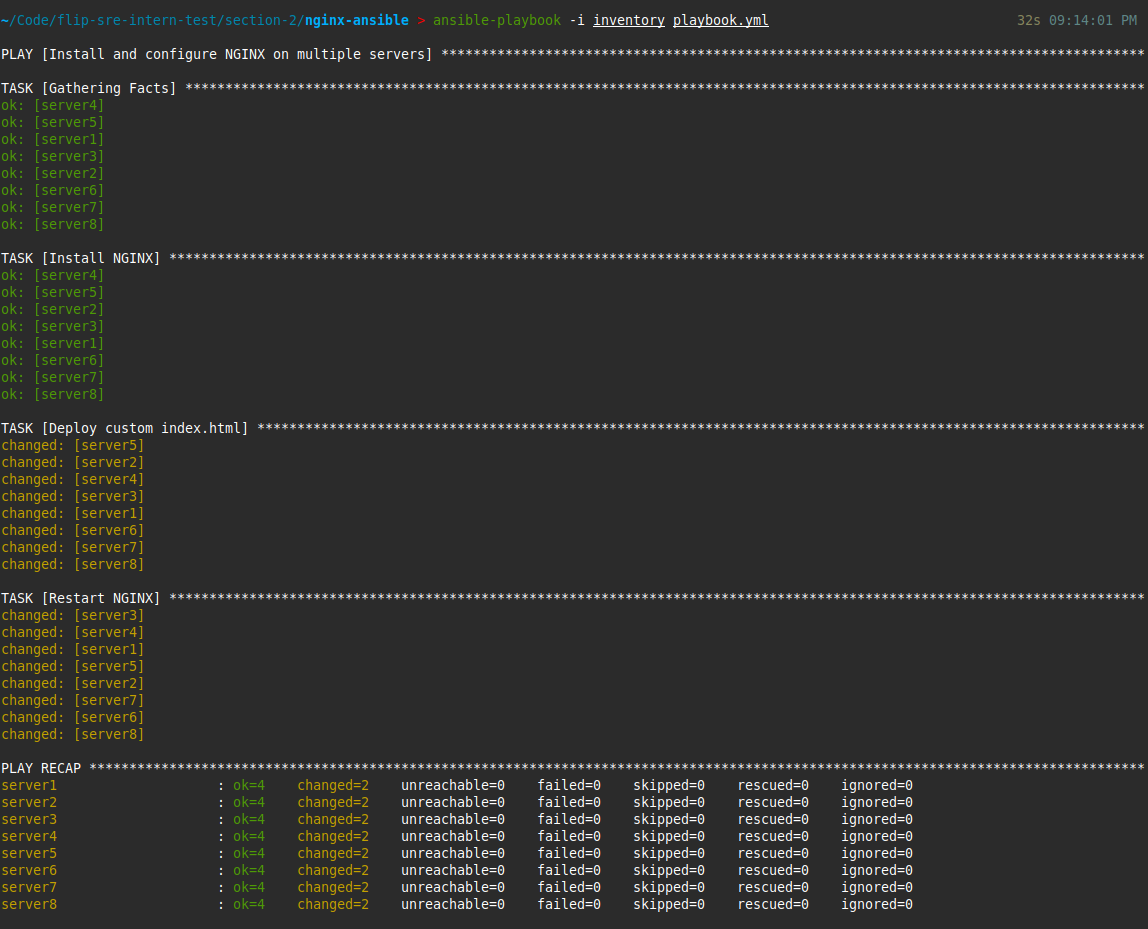 ~/Code/flip-sre-intern-test/section-2/nginx-ansible > ansible-playbook -i inventory playbook.yml 32s 09:14:01 PM
PLAY [Install and configure NGINX on multiple servers] ****************************************************************************************
TASK [Gathering Facts] ************************************************************************************************************************
ok: [server4]
ok: [server5]
ok: [server1]
ok: [server3]
ok: [server2]
ok: [server6]
ok: [server7]
ok: [server8]
TASK [Install NGINX] **************************************************************************************************************************
ok: [server4]
ok: [server5]
ok: [server2]
ok: [server3]
ok: [server1]
ok: [server6]
ok: [server7]
ok: [server8]
TASK [Deploy custom index.html] ***************************************************************************************************************
changed: [server5]
changed: [server2]
changed: [server4]
changed: [server3]
changed: [server1]
changed: [server6]
changed: [server7]
changed: [server8]
TASK [Restart NGINX] **************************************************************************************************************************
changed: [server3]
changed: [server4]
changed: [server1]
changed: [server5]
changed: [server2]
changed: [server7]
changed: [server6]
changed: [server8]
PLAY RECAP ************************************************************************************************************************************
server1                    : ok=4    changed=2    unreachable=0    failed=0    skipped=0    rescued=0    ignored=0
server2                    : ok=4    changed=2    unreachable=0    failed=0    skipped=0    rescued=0    ignored=0
server3                    : ok=4    changed=2    unreachable=0    failed=0    skipped=0    rescued=0    ignored=0
server4                    : ok=4    changed=2    unreachable=0    failed=0    skipped=0    rescued=0    ignored=0
server5                    : ok=4    changed=2    unreachable=0    failed=0    skipped=0    rescued=0    ignored=0
server6                    : ok=4    changed=2    unreachable=0    failed=0    skipped=0    rescued=0    ignored=0
server7                    : ok=4    changed=2    unreachable=0    failed=0    skipped=0    rescued=0    ignored=0
server8                    : ok=4    changed=2    unreachable=0    failed=0    skipped=0    rescued=0    ignored=0